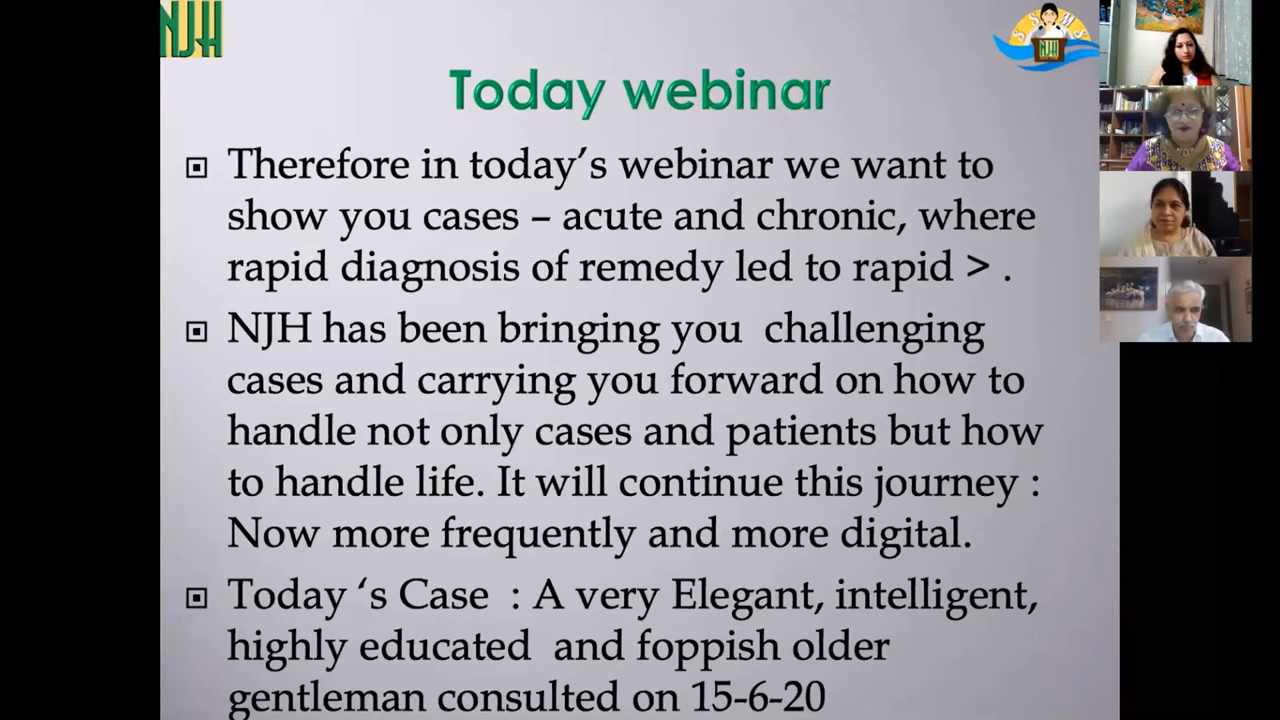 NJH
S S M S
NJH
Today webinar
Therefore in today’s webinar we want to
show you cases – acute and chronic, where
rapid diagnosis of remedy led to rapid > .
NJH has been bringing you  challenging
cases and carrying you forward on how to
handle not only cases and patients but how
to handle life. It will continue this journey :
Now more frequently and more digital.
Today ‘s Case  : A very Elegant, intelligent,
highly educated  and foppish older
gentleman consulted on 15-6-20